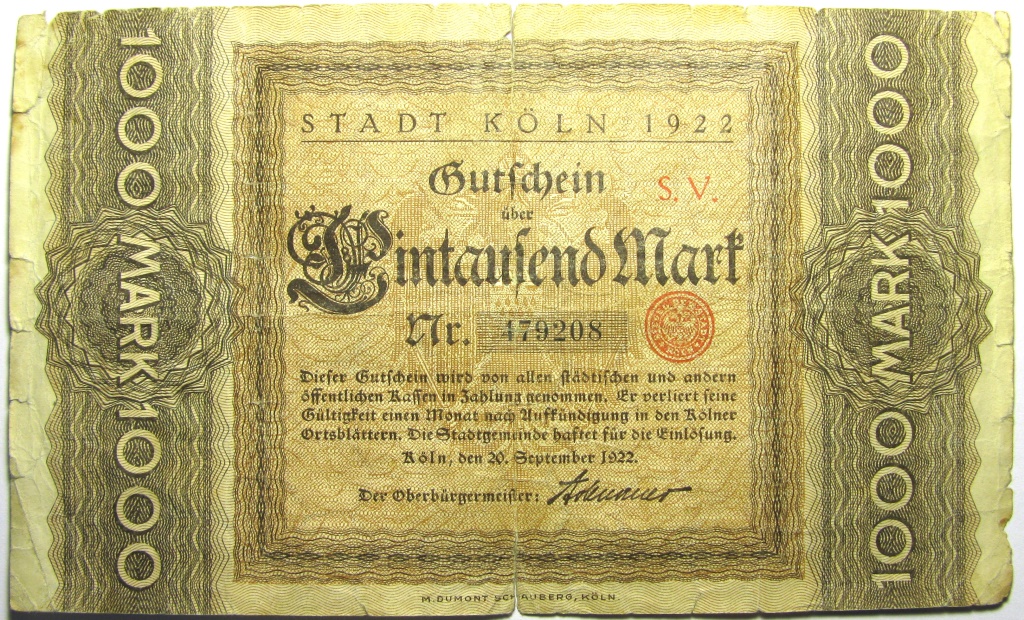 1000 MARK 1000
STADT KÖLN 1922
Gutschein
S. V.
über
Eintausend Mark
Nr. 479208
Dieser Gutschein wird von allen städtischen und andern
öffentlichen Kassen in Zahlung genommen. Er verliert seine
Gültigkeit einen Monat nach Aufkündigung in den Kölner
Ortsblättern. Die Stadtgemeinde haftet für die Einlösung.
Köln, den 20. September 1922.
Der Oberbürgermeister: Adenauer
M. DUMONT SCHAUBERG, KÖLN.
1000 MARK 1000